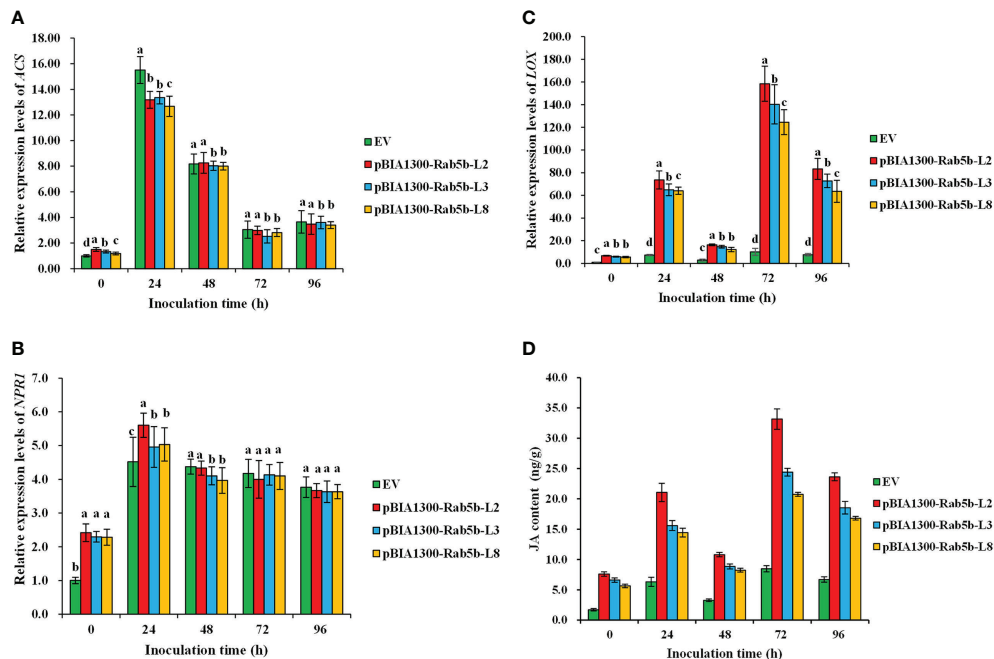 A
Relative expression levels of ACS
18.00
16.00
14.00
12.00
10.00
8.00
6.00
4.00
2.00
0.00
d a b c
a b b c
a a b b
a a b b
a a b b
0 24 48 72 96
Inoculation time (h)
EV
pBIA1300-Rab5b-L2
pBIA1300-Rab5b-L3
pBIA1300-Rab5b-L8
C
Relative expression levels of LOX
200.0
180.0
160.0
140.0
120.0
100.0
80.0
60.0
40.0
20.0
0.0
c a b b
d a b c
c a b b
d a b c
d a b c
0 24 48 72 96
Inoculation time (h)
EV
pBIA1300-Rab5b-L2
pBIA1300-Rab5b-L3
pBIA1300-Rab5b-L8
B
Relative expression levels of NPR1
7.0
6.0
5.0
4.0
3.0
2.0
1.0
0.0
b a a a
c a b b
a a b b
a a a a
a a a a
0 24 48 72 96
Inoculation time (h)
EV
pBIA1300-Rab5b-L2
pBIA1300-Rab5b-L3
pBIA1300-Rab5b-L8
D
JA content (ng/g)
40.0
35.0
30.0
25.0
20.0
15.0
10.0
5.0
0.0
0 24 48 72 96
Inoculation time (h)
EV
pBIA1300-Rab5b-L2
pBIA1300-Rab5b-L3
pBIA1300-Rab5b-L8